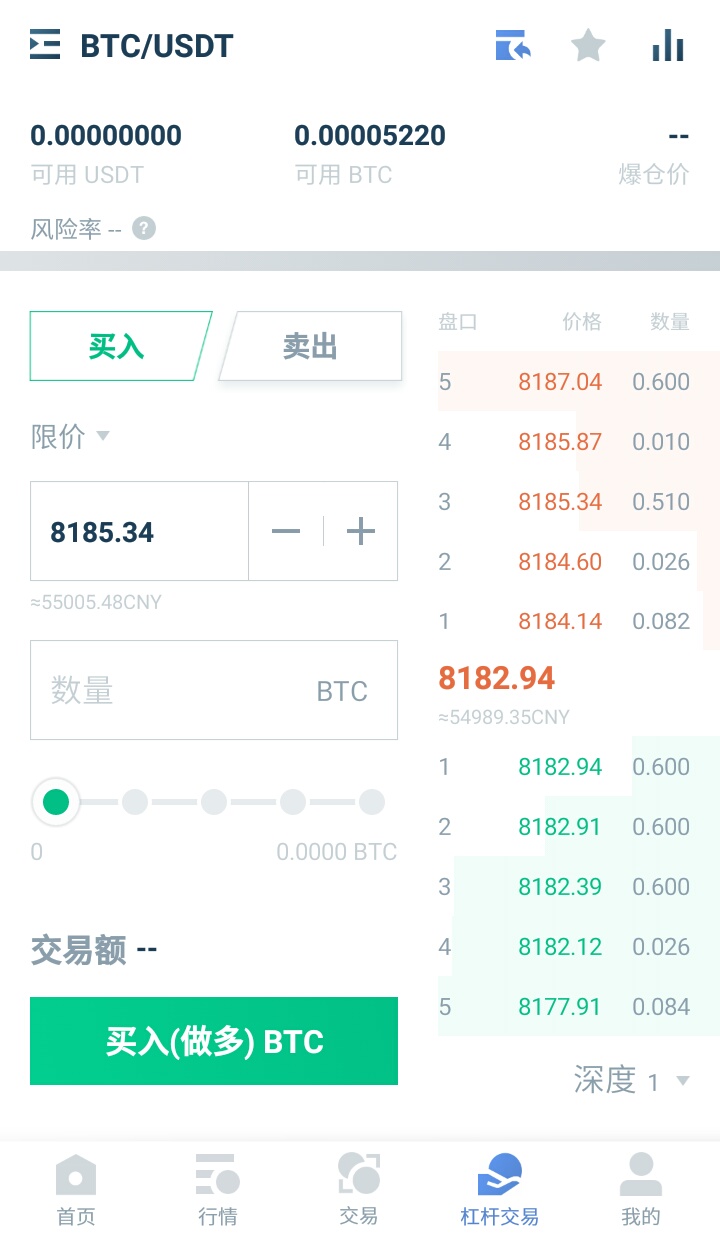 BTC/USDT
0.00000000 0.00005220 --
可用 USDT 可用 BTC 爆仓价
风险率 -- ?
买入 卖出
限价
8185.34
≈55005.48CNY
数量 BTC
0 0.0000 BTC
交易额 --
买入(做多) BTC
盘口 价格 数量
5 8187.04 0.600
4 8185.87 0.010
3 8185.34 0.510
2 8184.60 0.026
1 8184.14 0.082
8182.94
≈54989.35CNY
1 8182.94 0.600
2 8182.91 0.600
3 8182.39 0.600
4 8182.12 0.026
5 8177.91 0.084
深度 1
首页 行情 交易 杠杆交易 我的